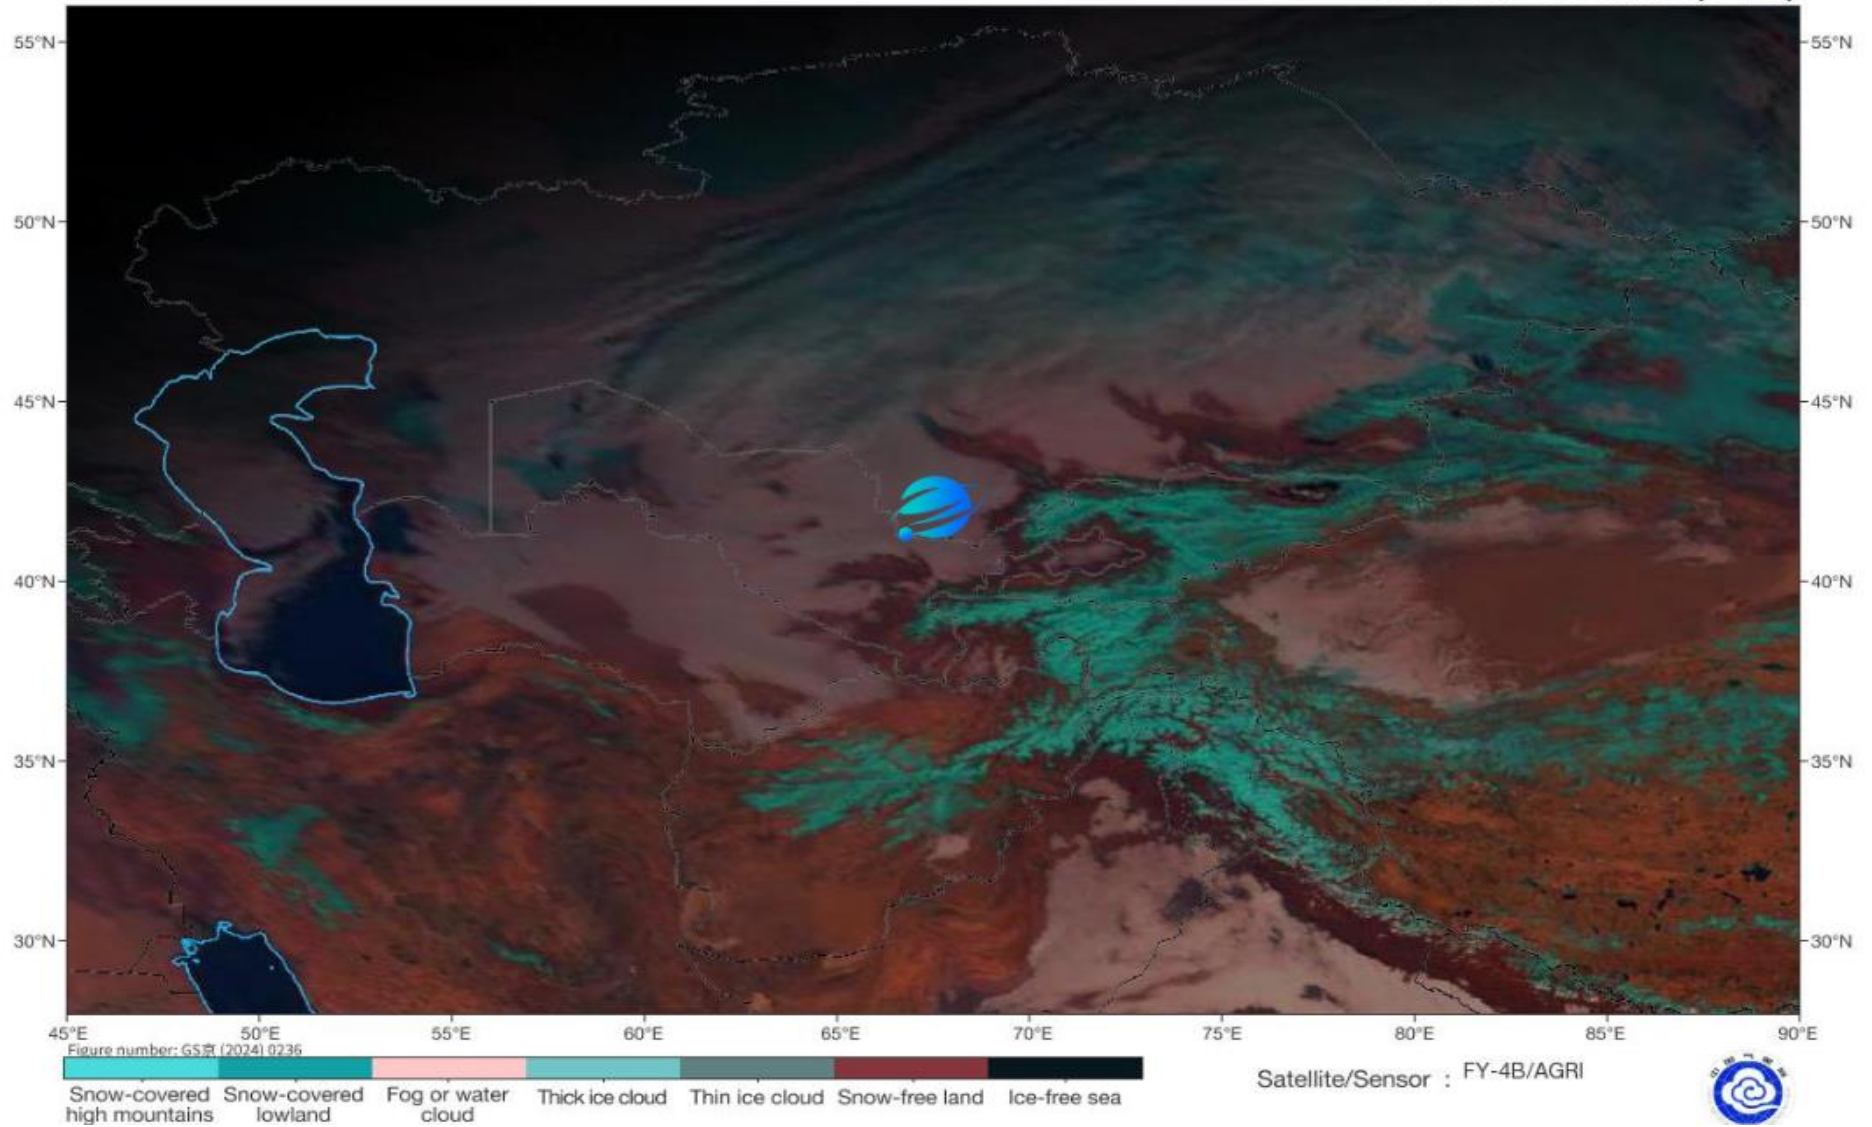 55°N
55°N
50°N
50°N
45°N
45°N
40°N
40°N
35°N
35°N
30°N
30°N
45°E
50°E
55°E
60°E
65°E
70°E
75°E
80°E
85°E
90°E
Figure number: GS京 (2024) 0236
Snow-covered
high mountains
Snow-covered
lowland
Fog or water
cloud
Thick ice cloud
Thin ice cloud
Snow-free land
Ice-free sea
Satellite/Sensor : FY-4B/AGRI